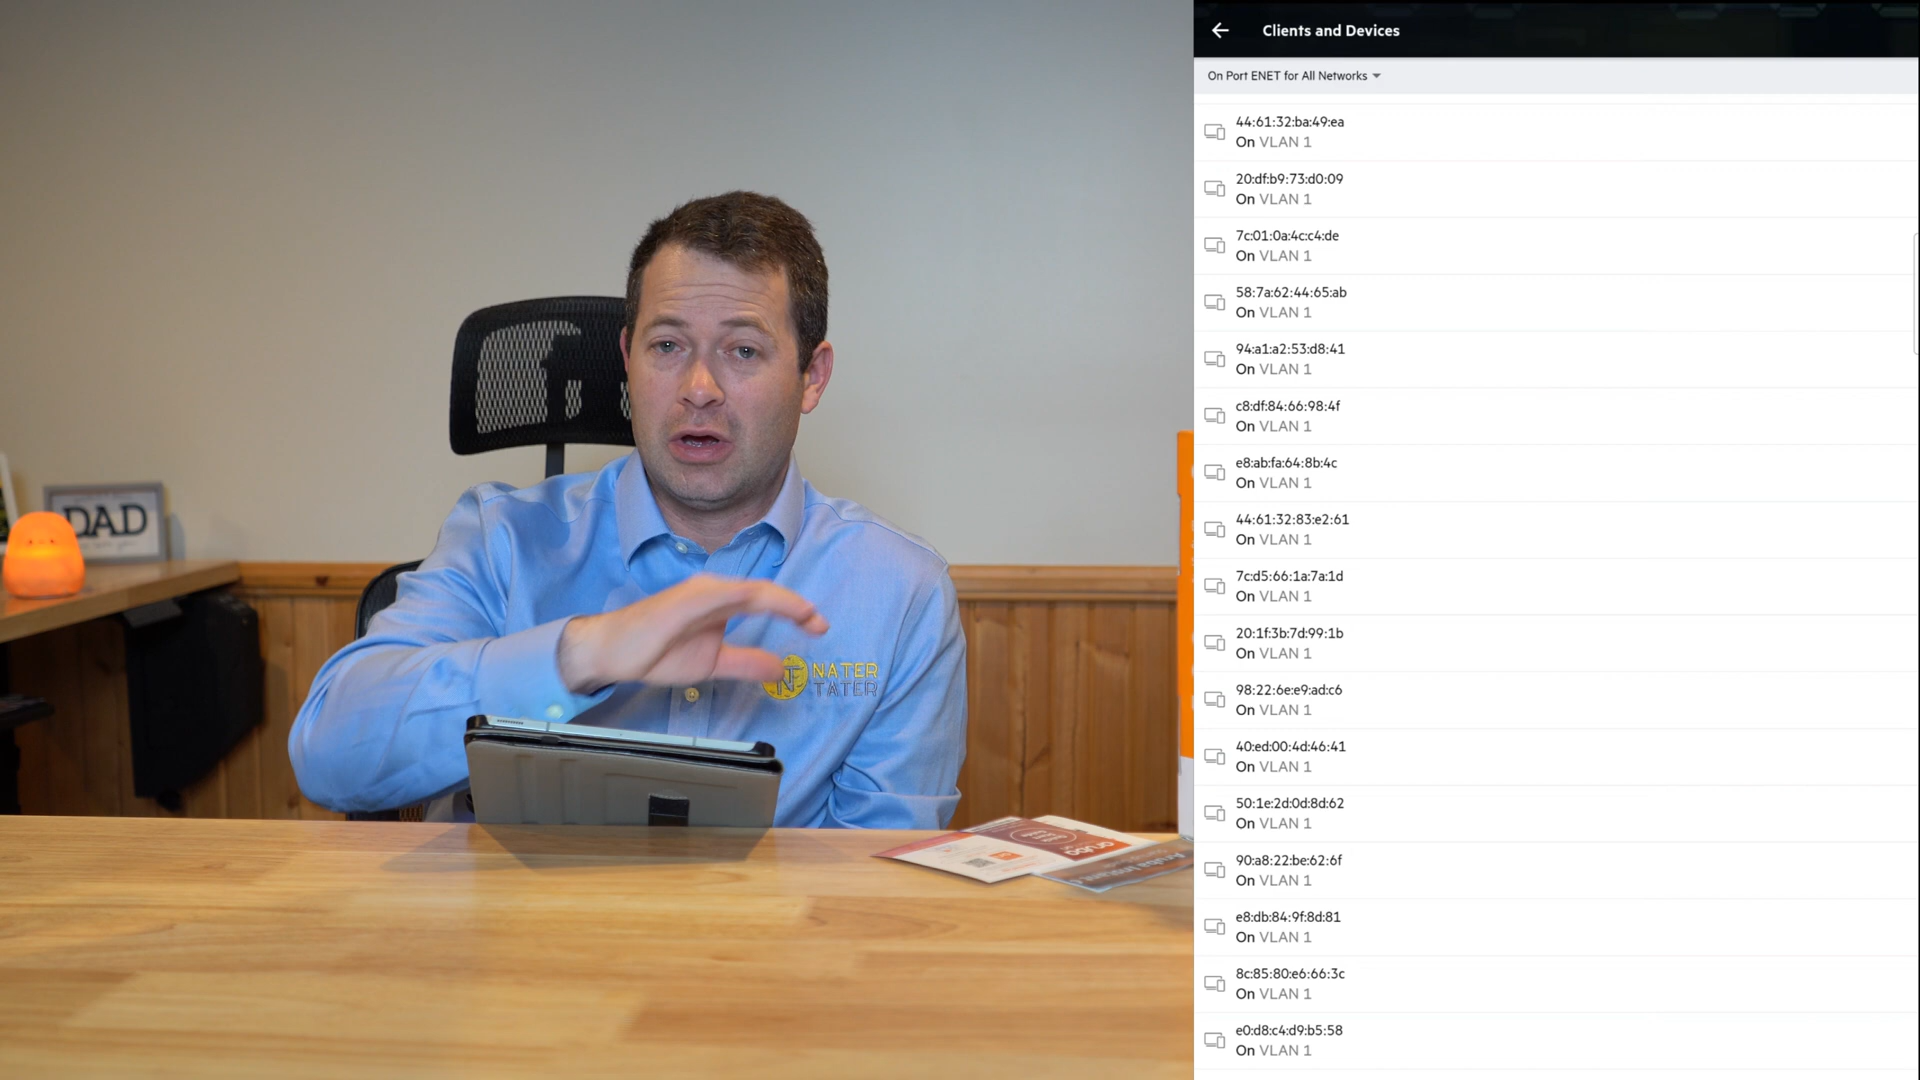 DAD
NATER
TATER
aruba
Clients and Devices
On Port ENET for All Networks
44:61:32:ba:49:ea
On VLAN 1
20:df:b9:73:d0:09
On VLAN 1
7c:01:0a:4c:c4:de
On VLAN 1
58:7a:62:44:65:ab
On VLAN 1
94:a1:a2:53:d8:41
On VLAN 1
c8:df:84:66:98:4f
On VLAN 1
e8:ab:fa:64:8b:4c
On VLAN 1
44:61:32:83:e2:61
On VLAN 1
7c:d5:66:1a:7a:1d
On VLAN 1
20:1f:3b:7d:99:1b
On VLAN 1
98:22:6e:e9:ad:c6
On VLAN 1
40:ed:00:4d:46:41
On VLAN 1
50:1e:2d:0d:8d:62
On VLAN 1
90:a8:22:be:62:6f
On VLAN 1
e8:db:84:9f:8d:81
On VLAN 1
8c:85:80:e6:66:3c
On VLAN 1
e0:d8:c4:d9:b5:58
On VLAN 1